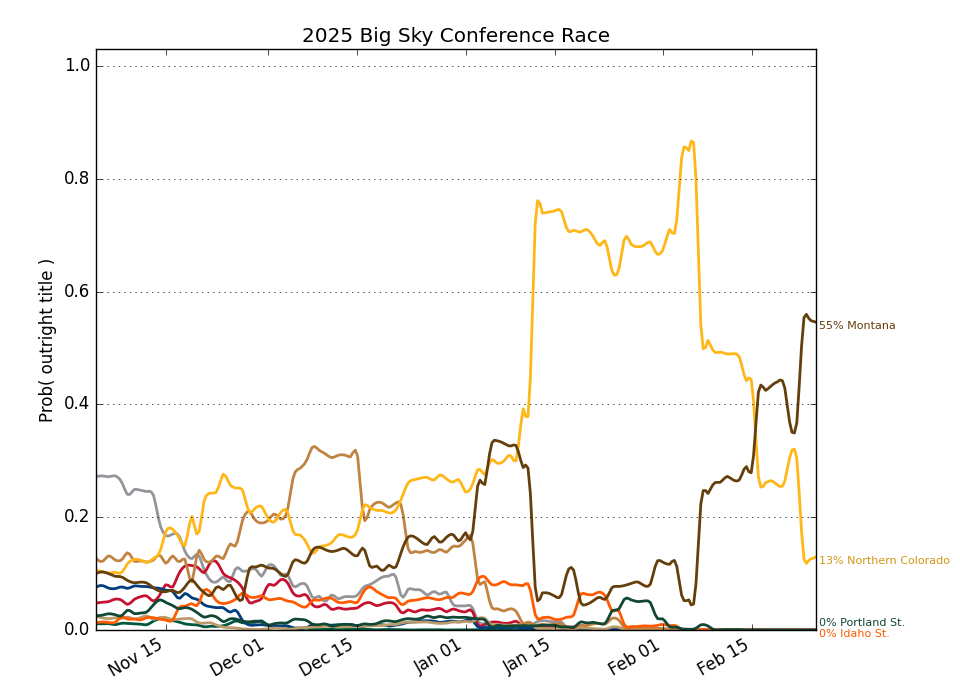 2025 Big Sky Conference Race
1.0
0.8
0.6
0.4
0.2
0.0
Prob( outright title )
55% Montana
13% Northern Colorado
0% Portland St.
0% Idaho St.
Nov 15
Dec 01
Dec 15
Jan 01
Jan 15
Feb 01
Feb 15